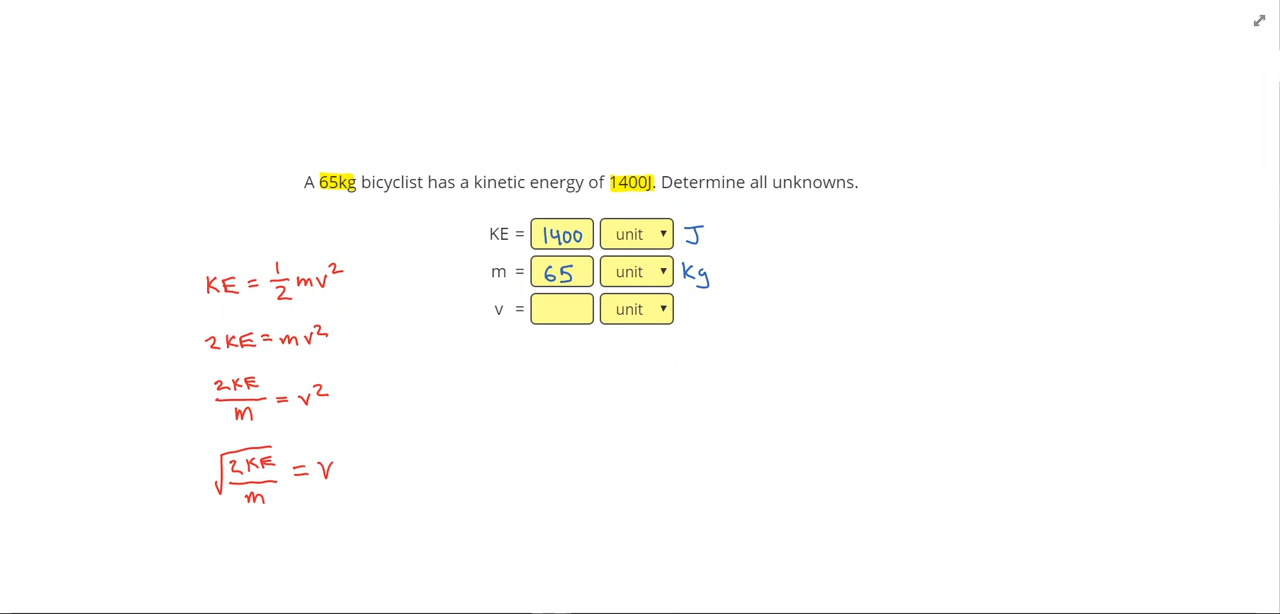 A 65kg bicyclist has a kinetic energy of 1400J. Determine all unknowns.
KE = 1400 unit J
m = 65 unit Kg
v = unit
KE = 1/2 mv²
2KE = mv²
2KE/m = v²
√(2KE/m) = v